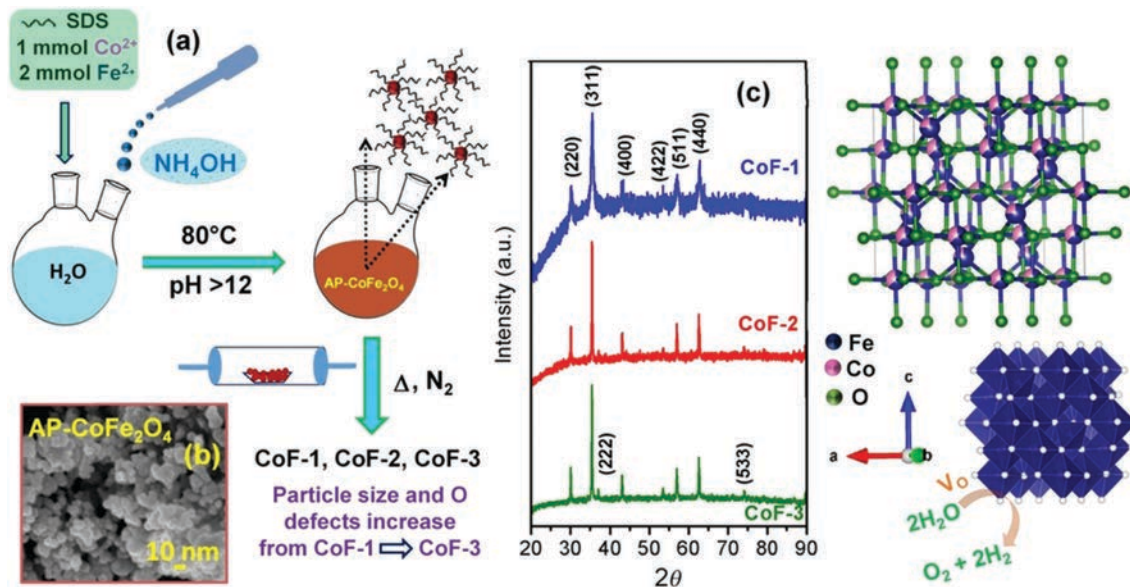 SDS
1 mmol Co²⁺
2 mmol Fe²⁺
(a)
NH₄OH
H₂O
80°C
pH >12
AP-CoFe₂O₄
Δ, N₂
AP-CoFe₂O₄
(b)
10 nm
CoF-1, CoF-2, CoF-3
Particle size and O
defects increase
from CoF-1 ⇨ CoF-3
(c)
Intensity (a.u.)
(220)
(311)
(400)
(422)
(511)
(440)
CoF-1
CoF-2
(222)
(533)
CoF-3
20 30 40 50 60 70 80 90
2θ
Fe
Co
O
c
a
b
Vo
2H₂O
O₂ + 2H₂